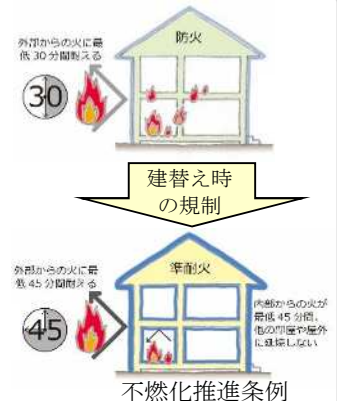 防火
外部からの火に最
低30分間耐える
30
建替え時
の規制
準耐火
外部からの火に最
低45分間耐える
45
内部からの火が
最低45分間、
他の部屋や屋外
に延焼しない
不燃化推進条例